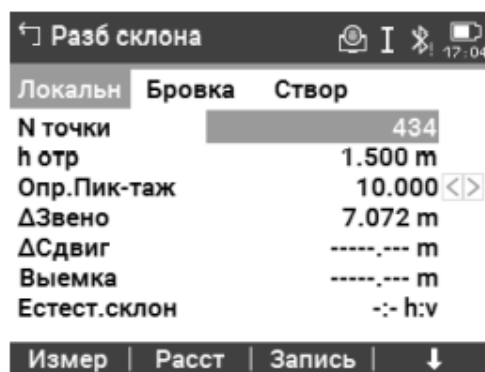 Разб склона
I
17:04
Локальн Бровка Створ
N точки 434
h отр 1.500 m
Опр.Пик-таж 10.000 <>
ΔЗвено 7.072 m
ΔСдвиг -----.--- m
Выемка -----.--- m
Естест.склон -:- h:v
Измер | Расст | Запись | ⬇